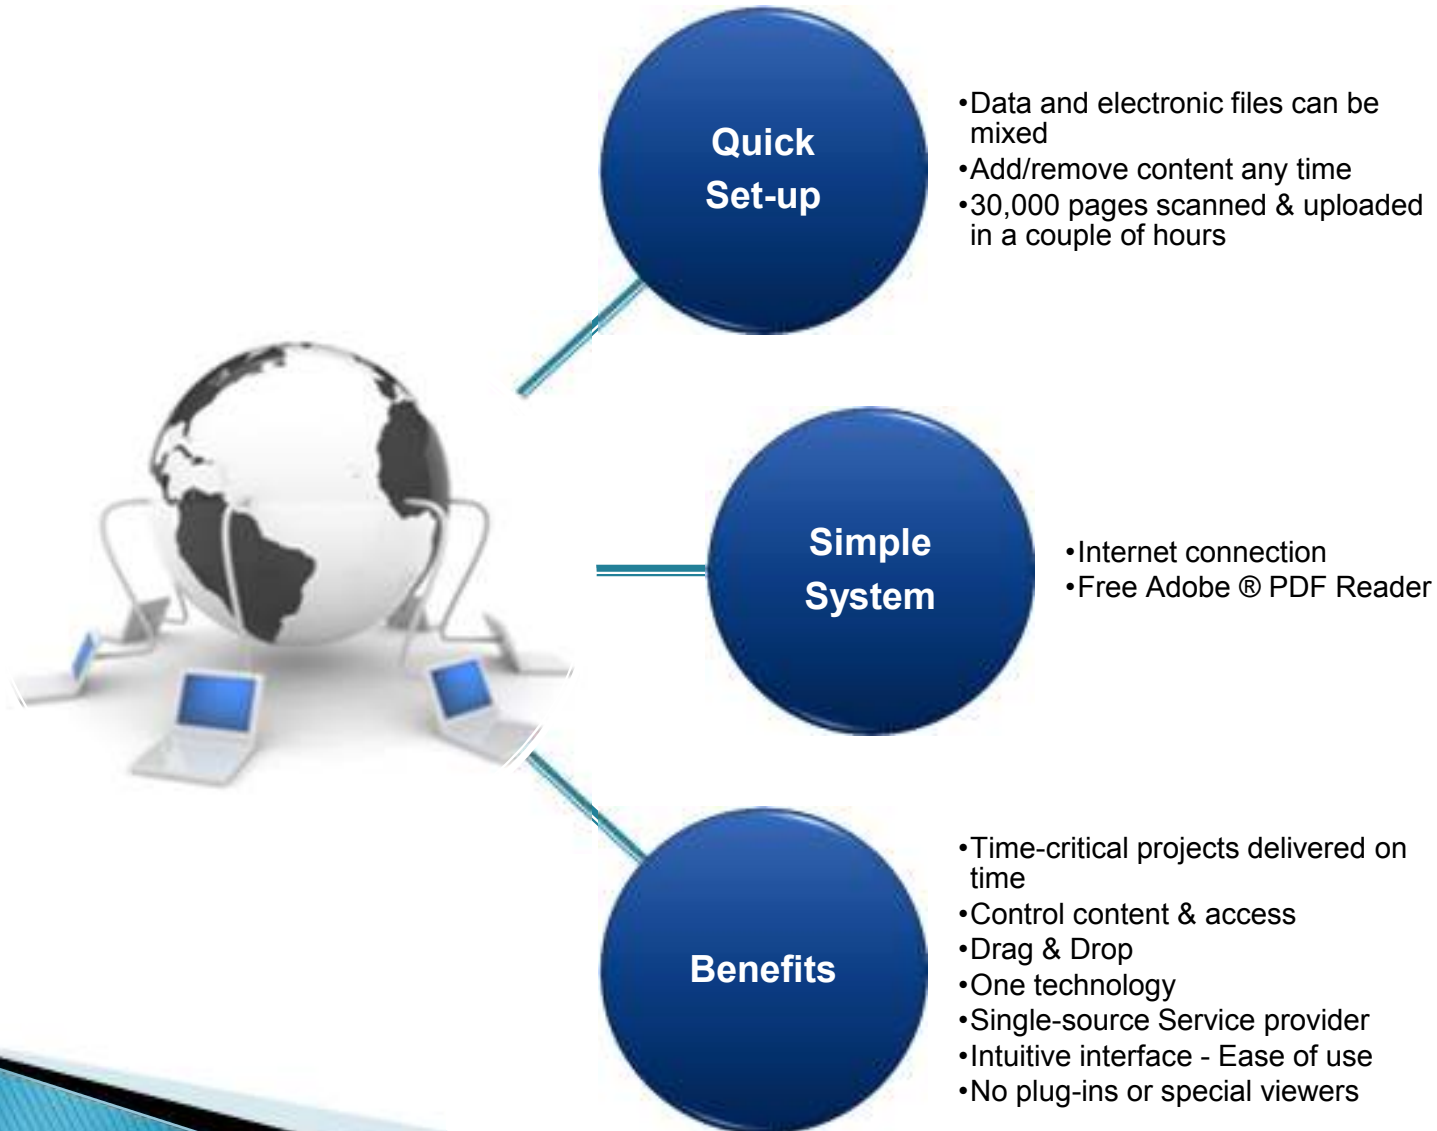 Quick
Set-up
•Data and electronic files can be
mixed
•Add/remove content any time
•30,000 pages scanned & uploaded
in a couple of hours
Simple
System
•Internet connection
•Free Adobe ® PDF Reader
Benefits
•Time-critical projects delivered on
time
•Control content & access
•Drag & Drop
•One technology
•Single-source Service provider
•Intuitive interface - Ease of use
•No plug-ins or special viewers